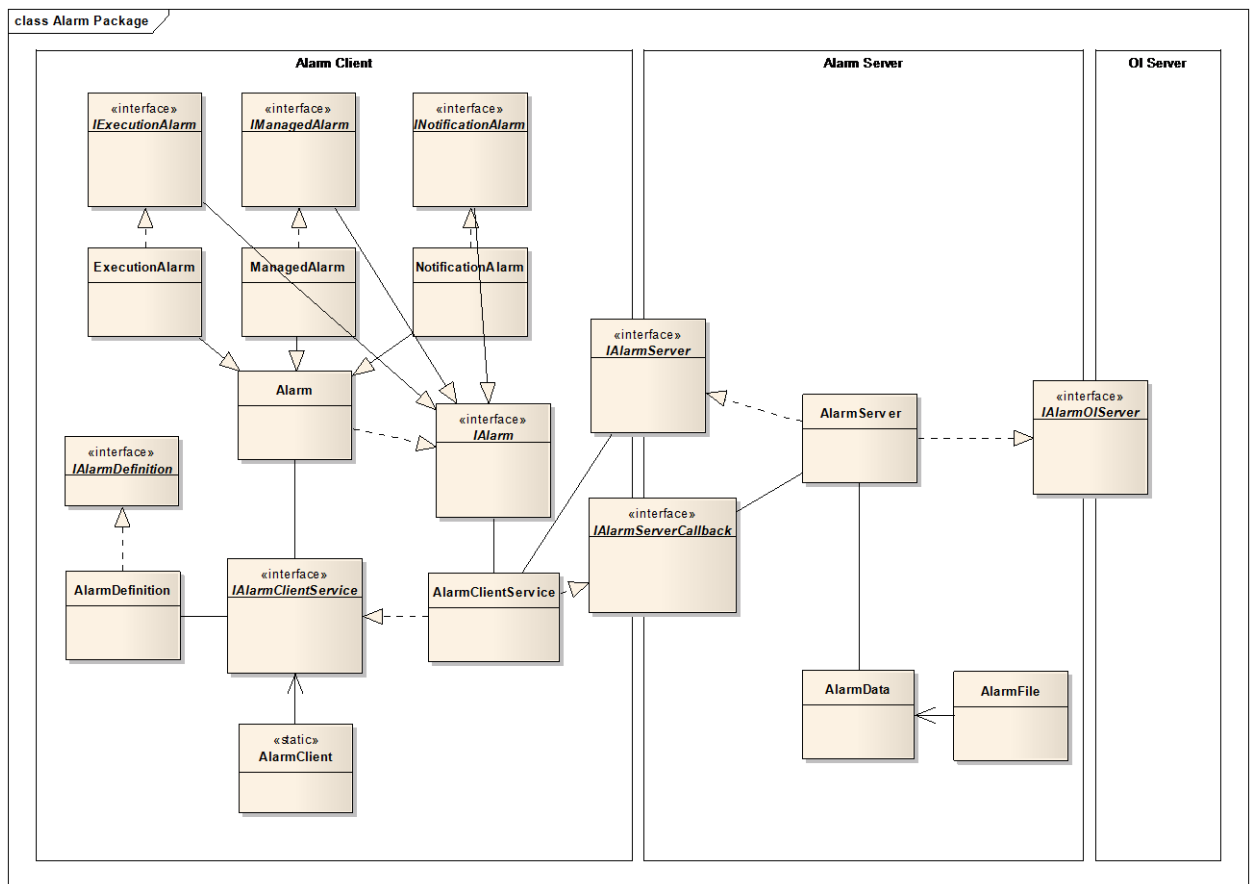 class Alarm Package
Alarm Client
Alarm Server
OI Server
«interface»
IExecutionAlarm
«interface»
IManagedAlarm
«interface»
INotificationAlarm
ExecutionAlarm
ManagedAlarm
NotificationAlarm
«interface»
IAlarmServer
Alarm
«interface»
IAlarm
AlarmServer
«interface»
IAlarmOIServer
«interface»
IAlarmDefinition
«interface»
IAlarmServerCallback
AlarmDefinition
«interface»
IAlarmClientService
AlarmClientService
AlarmData
AlarmFile
«static»
AlarmClient